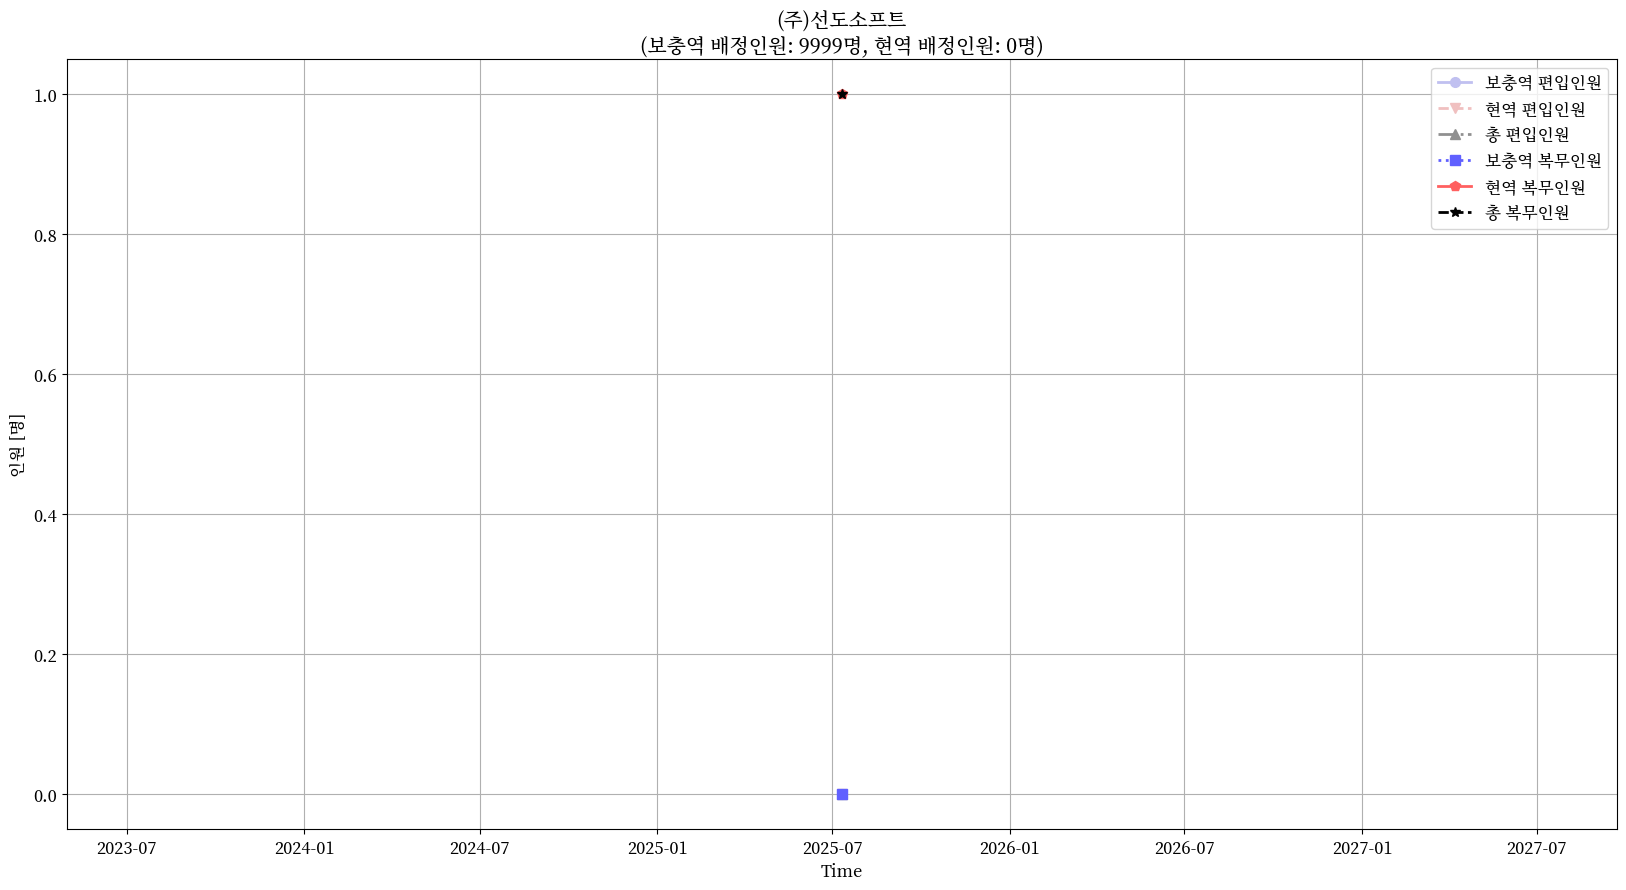 (주)선도소프트
(보충역 배정인원: 9999명, 현역 배정인원: 0명)
보충역 편입인원
현역 편입인원
총 편입인원
보충역 복무인원
현역 복무인원
총 복무인원
인원 [명]
1.0
0.8
0.6
0.4
0.2
0.0
2023-07 2024-01 2024-07 2025-01 2025-07 2026-01 2026-07 2027-01 2027-07
Time